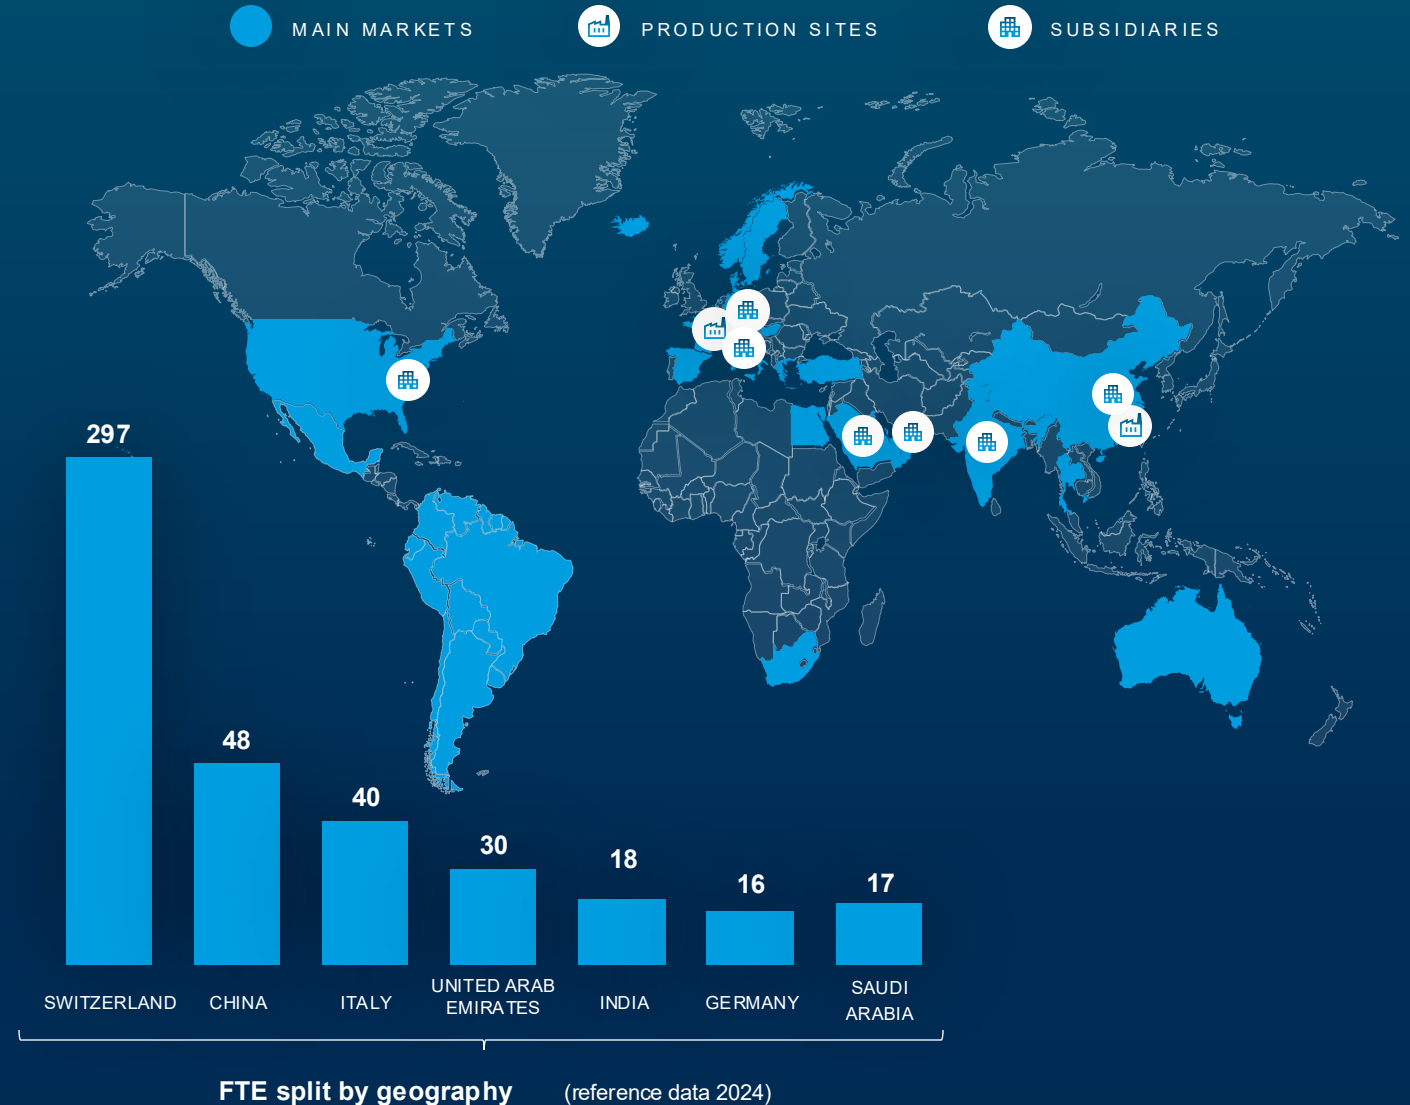 MAIN MARKETS
PRODUCTION SITES
SUBSIDIARIES
297
48
40
30
18
16
17
SWITZERLAND
CHINA
ITALY
UNITED ARAB
EMIRATES
INDIA
GERMANY
SAUDI
ARABIA
FTE split by geography (reference data 2024)